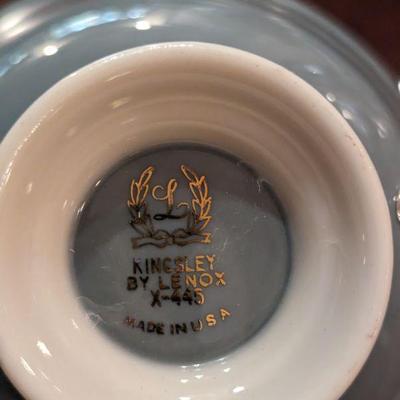 L
KINGSLEY
BY LENOX
X-445
MADE IN USA